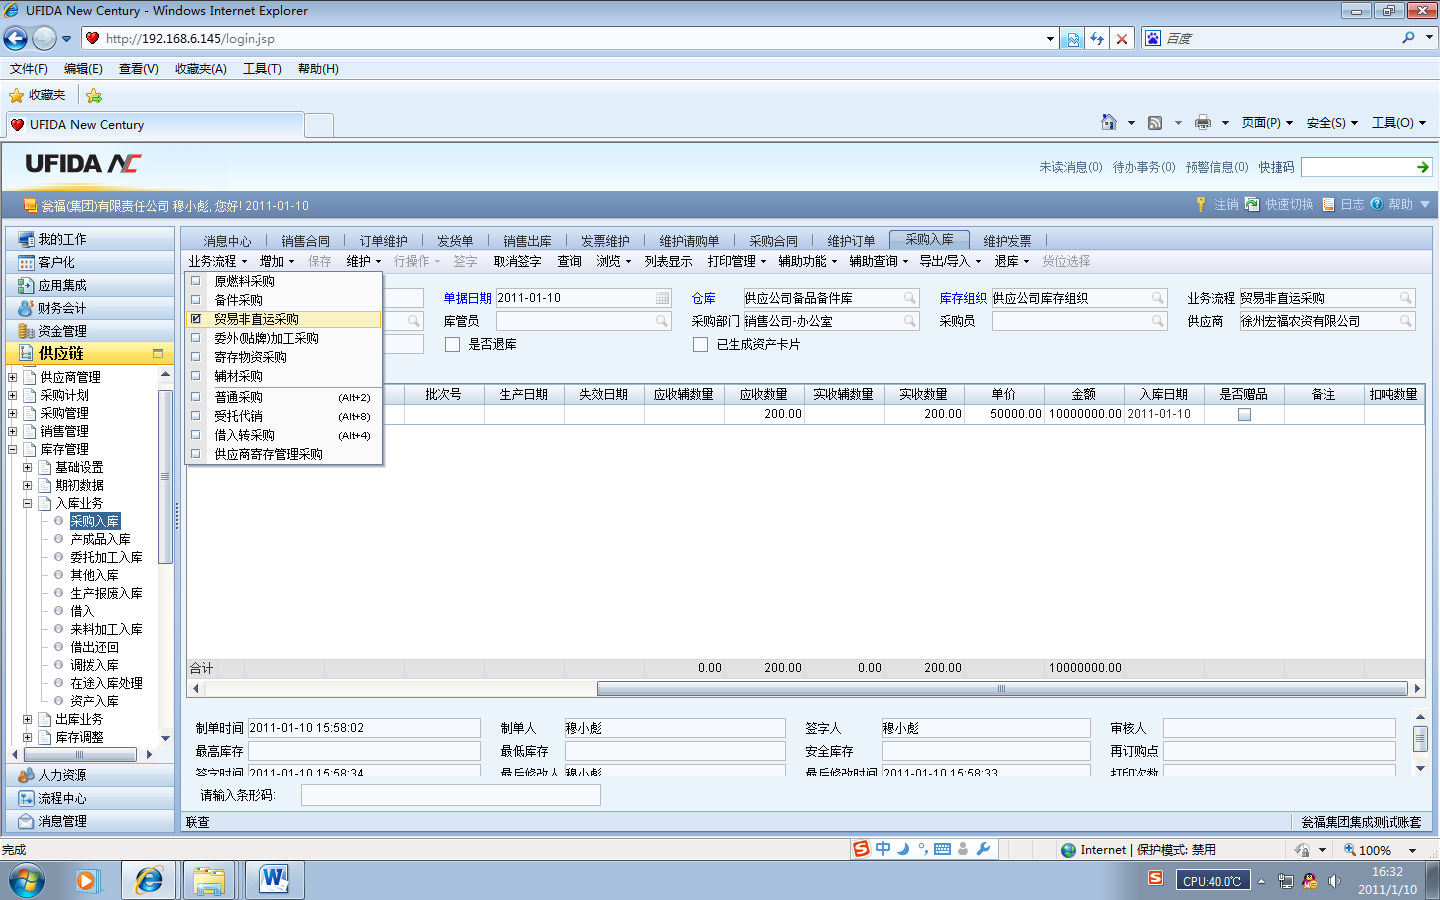 UFIDA New Century - Windows Internet Explorer
http://192.168.6.145/login.jsp
百度
文件(F) 编辑(E) 查看(V) 收藏夹(A) 工具(T) 帮助(H)
收藏夹
UFIDA New Century
页面(P) 安全(S) 工具(O)
UFIDA NC
未读消息(0) 待办事务(0) 预警信息(0) 快捷码
瓮福(集团)有限责任公司 穆小彪, 您好! 2011-01-10
注销 快速切换 日志 帮助
我的工作
客户化
应用集成
财务会计
资金管理
供应链
供应商管理
采购计划
采购管理
销售管理
库存管理
基础设置
期初数据
入库业务
采购入库
产成品入库
委托加工入库
其他入库
生产报废入库
借入
来料加工入库
借出还回
调拨入库
在途入库处理
资产入库
出库业务
库存调整
人力资源
流程中心
消息管理
消息中心 销售合同 订单维护 发货单 销售出库 发票维护 维护请购单 采购合同 维护订单 采购入库 维护发票
业务流程 增加 保存 维护 行操作 签字 取消签字 查询 浏览 列表显示 打印管理 辅助功能 辅助查询 导出/导入 退库 货位选择
原燃料采购
备件采购
贸易非直运采购
委外(贴牌)加工采购
寄存物资采购
辅材采购
普通采购 (Alt+2)
受托代销 (Alt+8)
借入转采购 (Alt+4)
供应商寄存管理采购
单据日期 2011-01-10 仓库 供应公司备品备件库 库存组织 供应公司库存组织 业务流程 贸易非直运采购
库管员 采购部门 销售公司-办公室 采购员 供应商 徐州宏福农资有限公司
是否退库 已生成资产卡片
批次号 生产日期 失效日期 应收辅数量 应收数量 实收辅数量 实收数量 单价 金额 入库日期 是否赠品 备注 扣吨数量
200.00 200.00 50000.00 10000000.00 2011-01-10
合计 0.00 200.00 0.00 200.00 10000000.00
制单时间 2011-01-10 15:58:02 制单人 穆小彪 签字人 穆小彪 审核人
最高库存 最低库存 安全库存 再订购点
签字时间 2011-01-10 15:58:34 最后修改人 穆小彪 最后修改时间 2011-01-10 15:58:33 打印次数
请输入条形码:
联查 瓮福集团集成测试账套
完成
中
Internet | 保护模式: 禁用 100%
CPU:40.0℃
16:32
2011/1/10